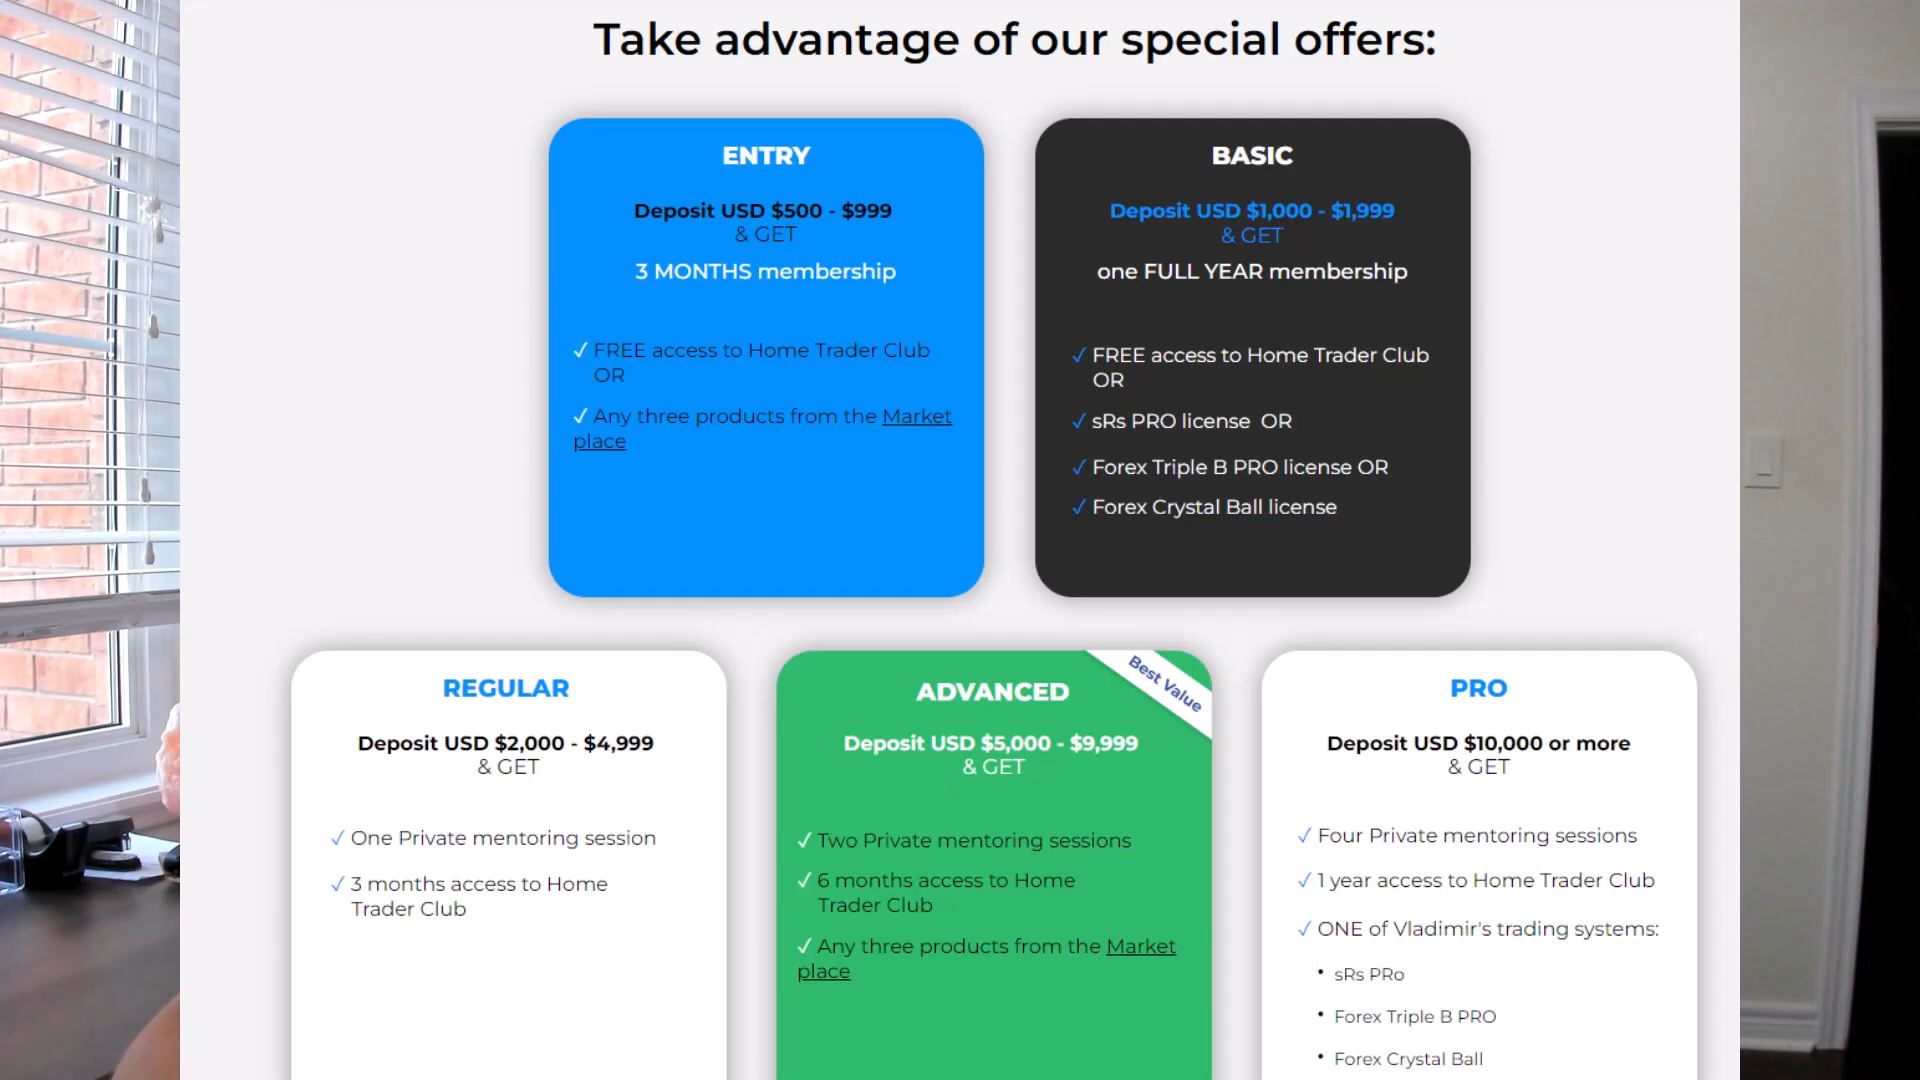 Take advantage of our special offers:
ENTRY
Deposit USD $500 - $999
& GET
3 MONTHS membership
✓ FREE access to Home Trader Club
OR
✓ Any three products from the Market
place
BASIC
Deposit USD $1,000 - $1,999
& GET
one FULL YEAR membership
✓ FREE access to Home Trader Club
OR
✓ sRs PRO license OR
✓ Forex Triple B PRO license OR
✓ Forex Crystal Ball license
REGULAR
Deposit USD $2,000 - $4,999
& GET
✓ One Private mentoring session
✓ 3 months access to Home
Trader Club
Best Value
ADVANCED
Deposit USD $5,000 - $9,999
& GET
✓ Two Private mentoring sessions
✓ 6 months access to Home
Trader Club
✓ Any three products from the Market
place
PRO
Deposit USD $10,000 or more
& GET
✓ Four Private mentoring sessions
✓ 1 year access to Home Trader Club
✓ ONE of Vladimir's trading systems:
• sRs PRo
• Forex Triple B PRO
• Forex Crystal Ball